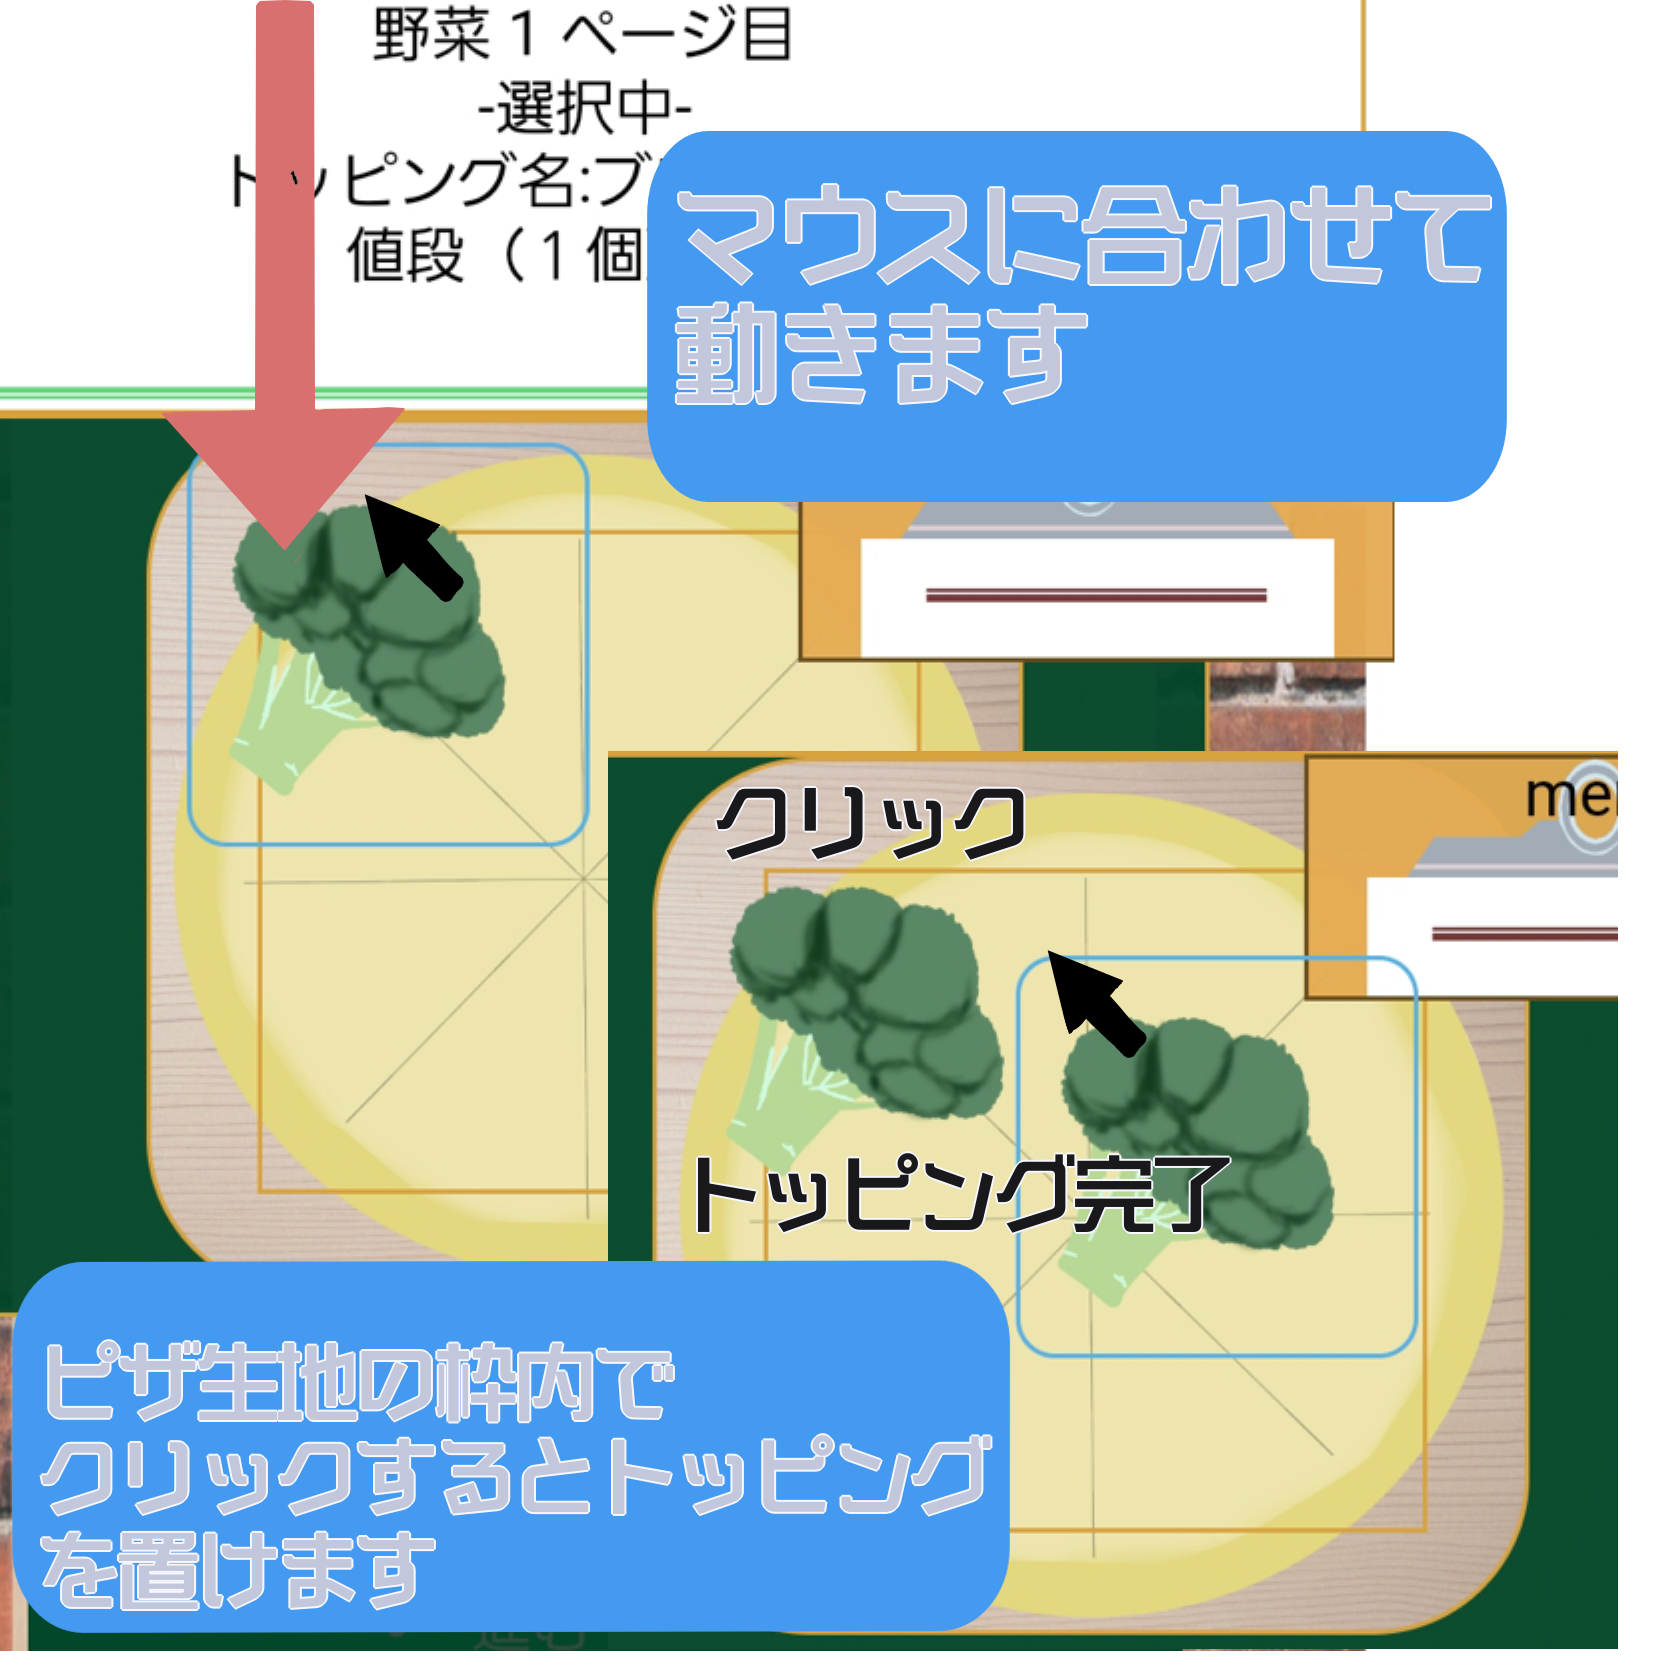 野菜1ページ目
-選択中-
トッピング名:ブ
値段（1個
マウスに合わせて
動きます
クリック
トッピング完了
ピザ生地の枠内で
クリックするとトッピング
を置けます